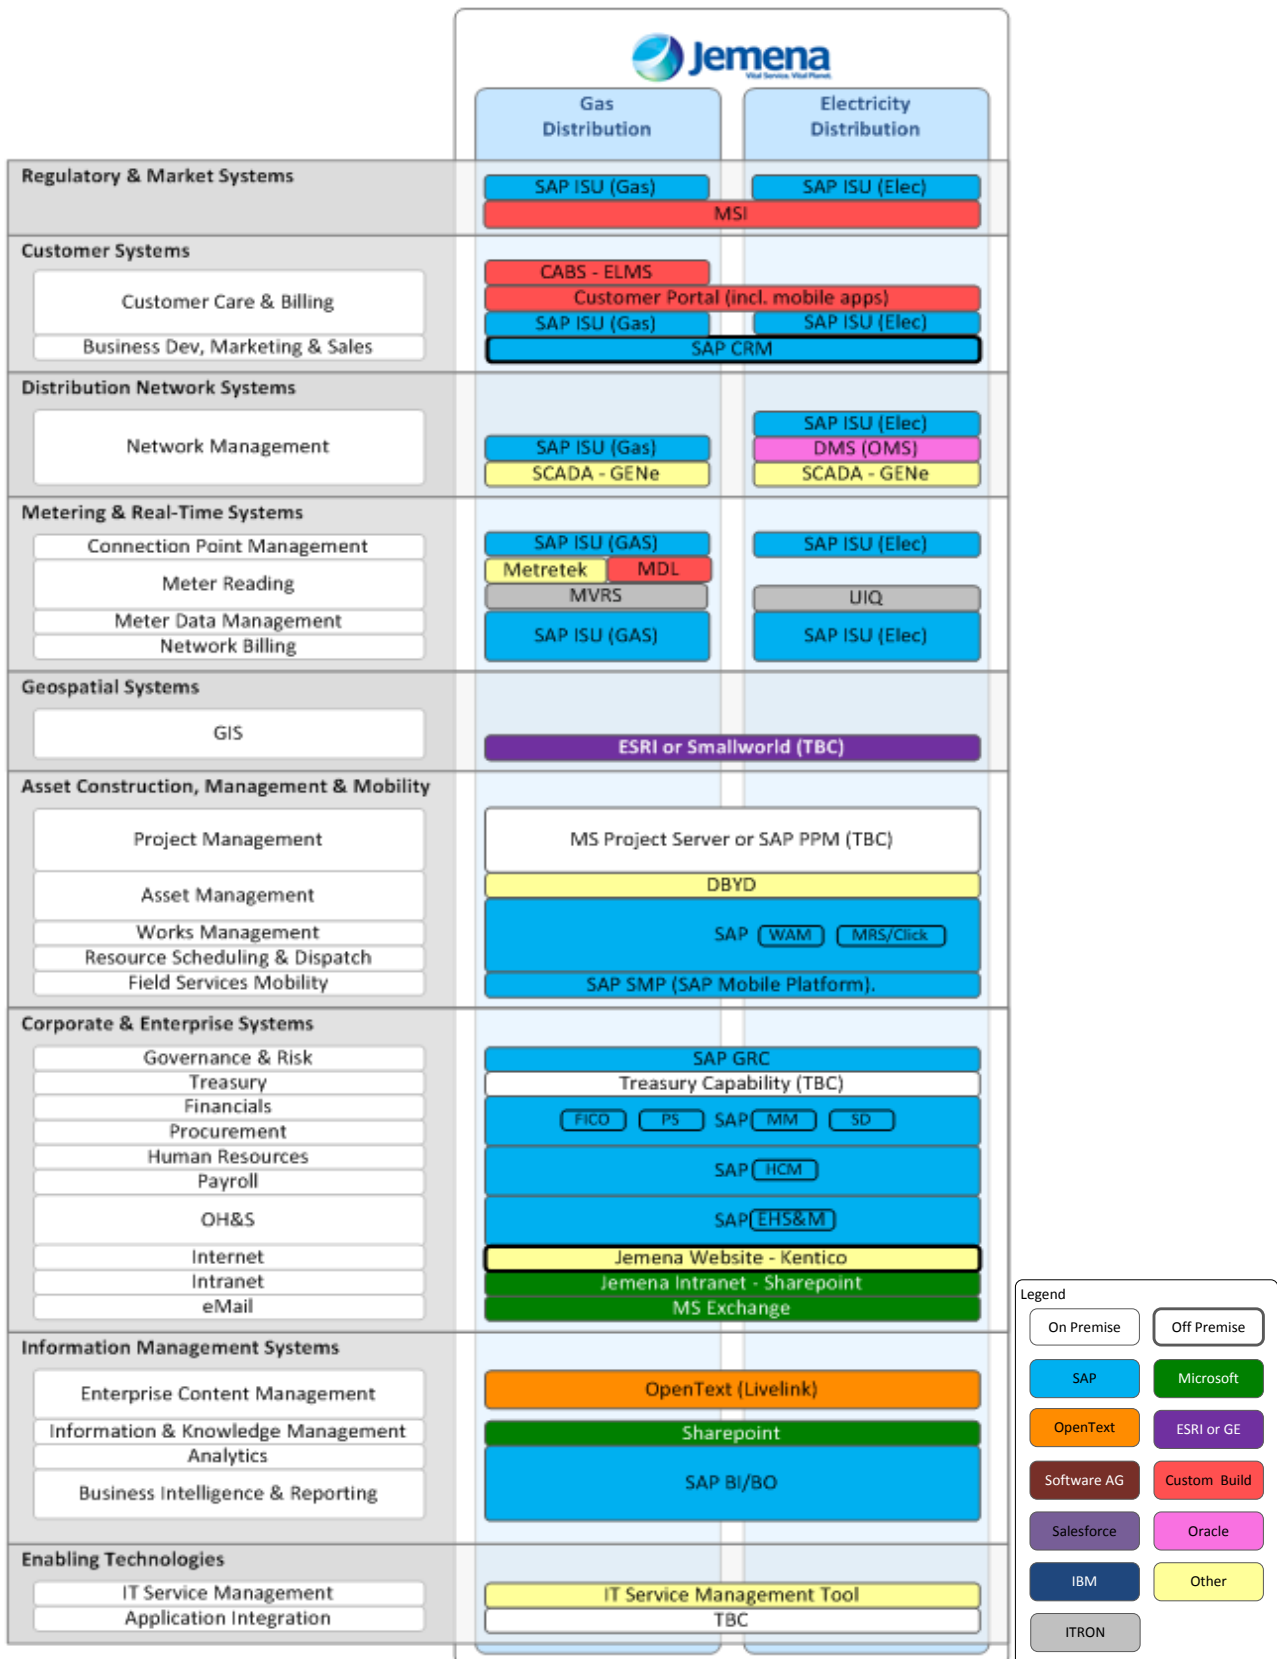 Jemena
Vital Service. Vital Planet.
Gas
Distribution
Electricity
Distribution
Regulatory & Market Systems
SAP ISU (Gas)
SAP ISU (Elec)
MSI
Customer Systems
CABS - ELMS
Customer Care & Billing
Customer Portal (incl. mobile apps)
SAP ISU (Gas)
SAP ISU (Elec)
Business Dev, Marketing & Sales
SAP CRM
Distribution Network Systems
SAP ISU (Elec)
Network Management
SAP ISU (Gas)
DMS (OMS)
SCADA - GENe
SCADA - GENe
Metering & Real-Time Systems
Connection Point Management
SAP ISU (GAS)
SAP ISU (Elec)
Meter Reading
Metretek
MDL
MVRS
UIQ
Meter Data Management
SAP ISU (GAS)
SAP ISU (Elec)
Network Billing
Geospatial Systems
GIS
ESRI or Smallworld (TBC)
Asset Construction, Management & Mobility
Project Management
MS Project Server or SAP PPM (TBC)
Asset Management
DBYD
Works Management
SAP WAM MRS/Click
Resource Scheduling & Dispatch
Field Services Mobility
SAP SMP (SAP Mobile Platform).
Corporate & Enterprise Systems
Governance & Risk
SAP GRC
Treasury
Treasury Capability (TBC)
Financials
FICO PS SAP MM SD
Procurement
Human Resources
SAP HCM
Payroll
OH&S
SAP EHS&M
Internet
Jemena Website - Kentico
Intranet
Jemena Intranet - Sharepoint
eMail
MS Exchange
Information Management Systems
Enterprise Content Management
OpenText (Livelink)
Information & Knowledge Management
Sharepoint
Analytics
SAP BI/BO
Business Intelligence & Reporting
Enabling Technologies
IT Service Management
IT Service Management Tool
Application Integration
TBC
Legend
On Premise
Off Premise
SAP
Microsoft
OpenText
ESRI or GE
Software AG
Custom Build
Salesforce
Oracle
IBM
Other
ITRON